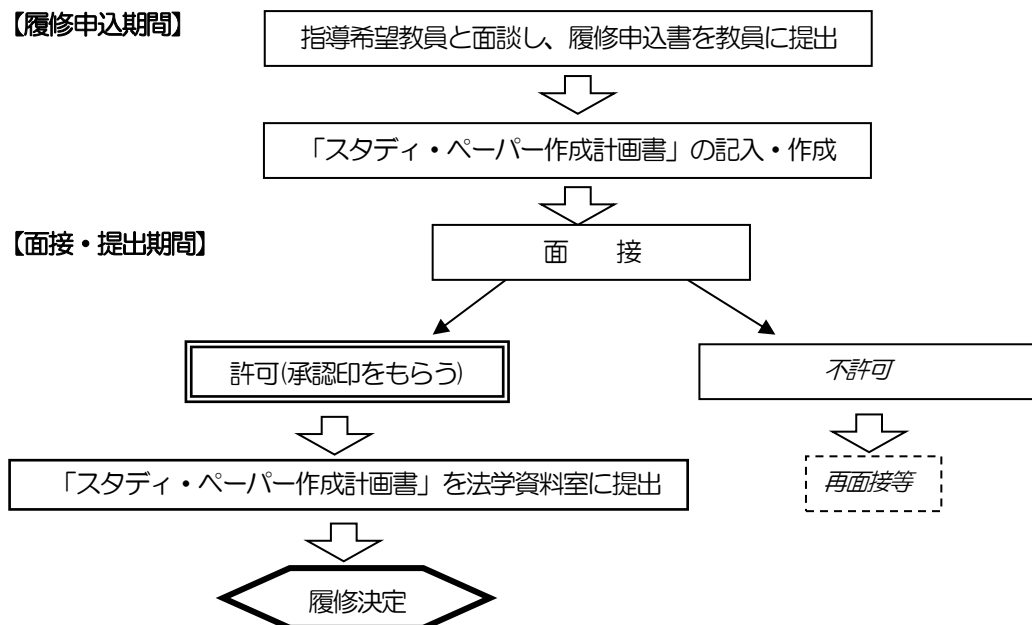 【履修申込期間】
指導希望教員と面談し、履修申込書を教員に提出
「スタディ・ペーパー作成計画書」の記入・作成
【面接・提出期間】
面　接
許可(承認印をもらう)
不許可
「スタディ・ペーパー作成計画書」を法学資料室に提出
再面接等
履修決定